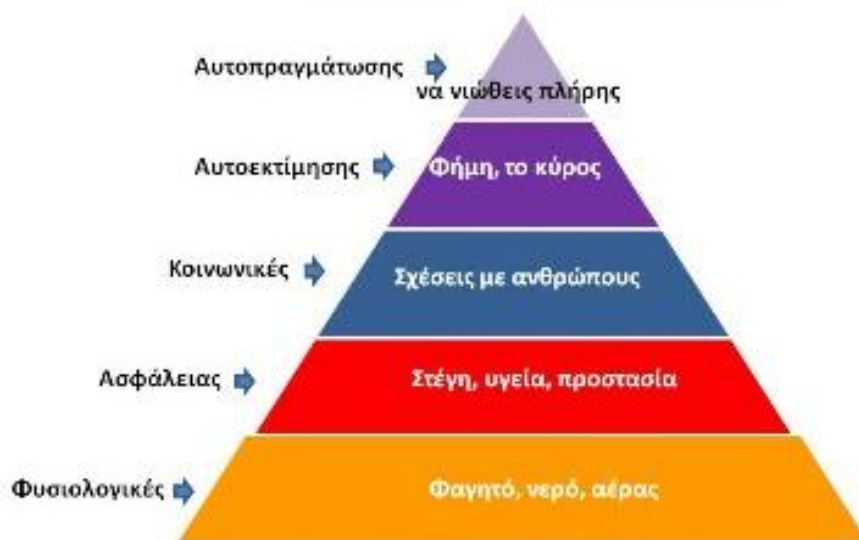 Αυτοπραγμάτωσης
να νιώθεις πλήρης
Αυτοεκτίμησης
Φήμη, το κύρος
Κοινωνικές
Σχέσεις με ανθρώπους
Ασφάλειας
Στέγη, υγεία, προστασία
Φυσιολογικές
Φαγητό, νερό, αέρας